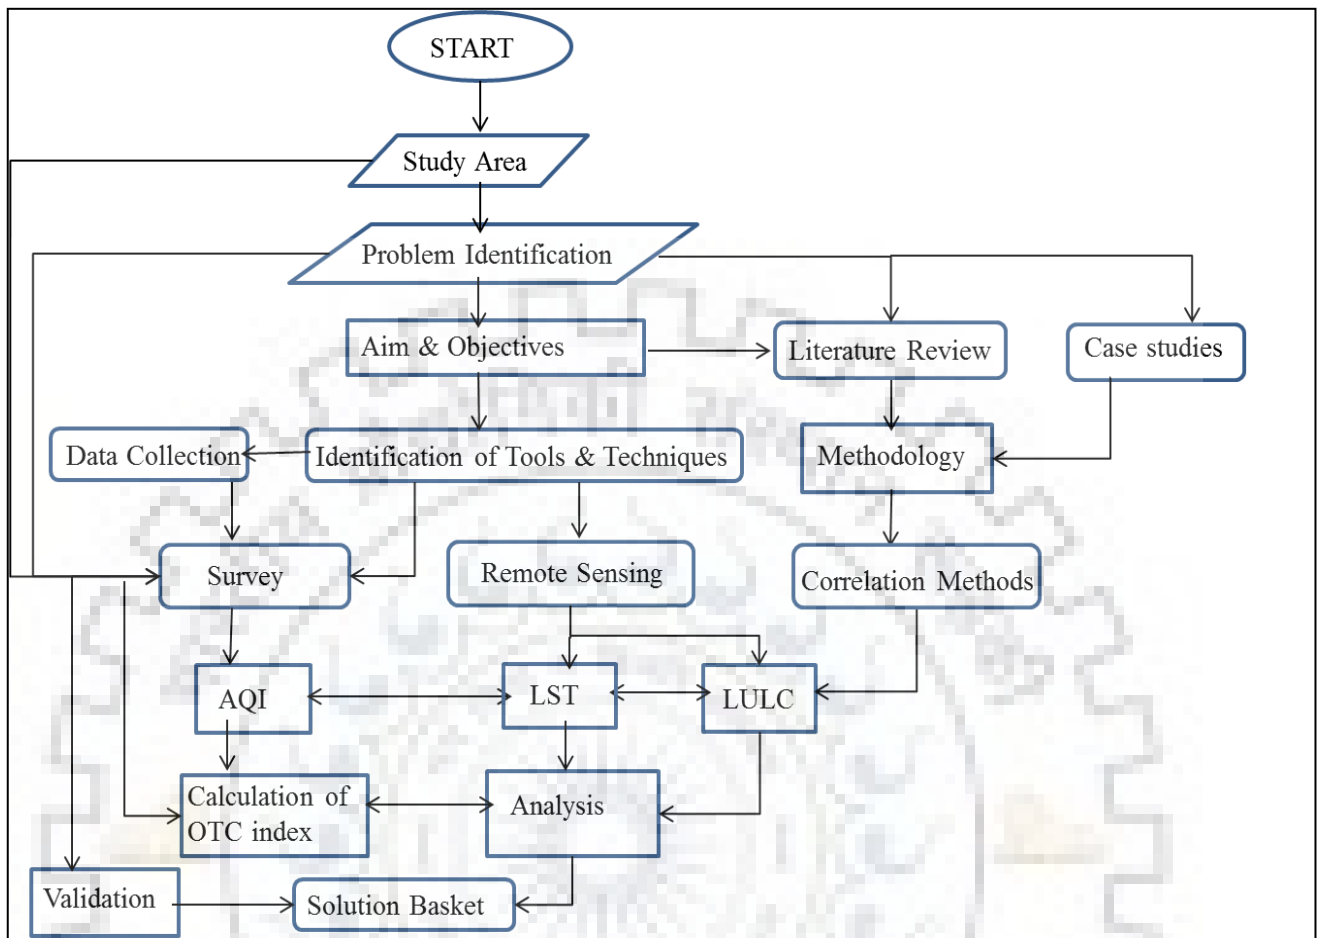 START
Study Area
Problem Identification
Aim & Objectives
Literature Review
Case studies
Data Collection
Identification of Tools & Techniques
Methodology
Survey
Remote Sensing
Correlation Methods
AQI
LST
LULC
Calculation of
OTC index
Analysis
Validation
Solution Basket